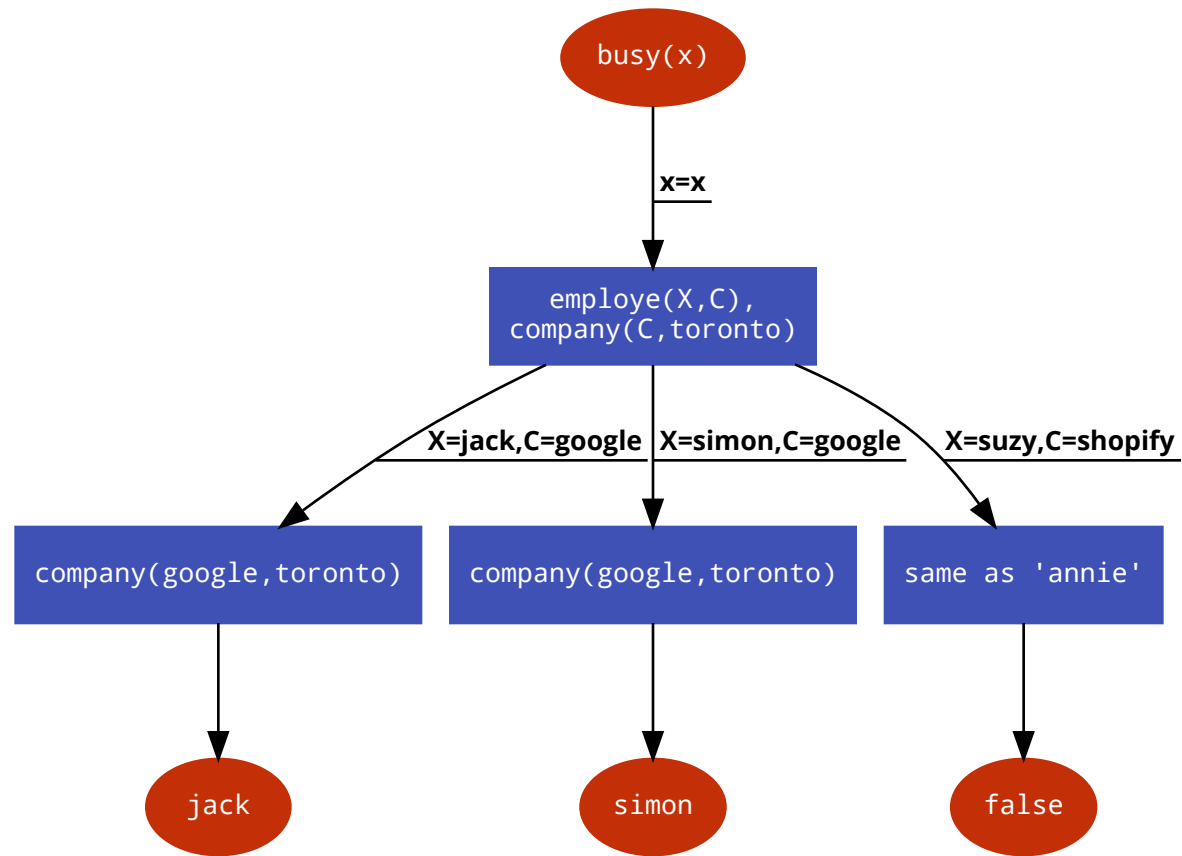 busy(x)
x=x
employe(X,C),
company(C,toronto)
X=jack,C=google
X=simon,C=google
X=suzy,C=shopify
company(google,toronto)
company(google,toronto)
same as 'annie'
jack
simon
false